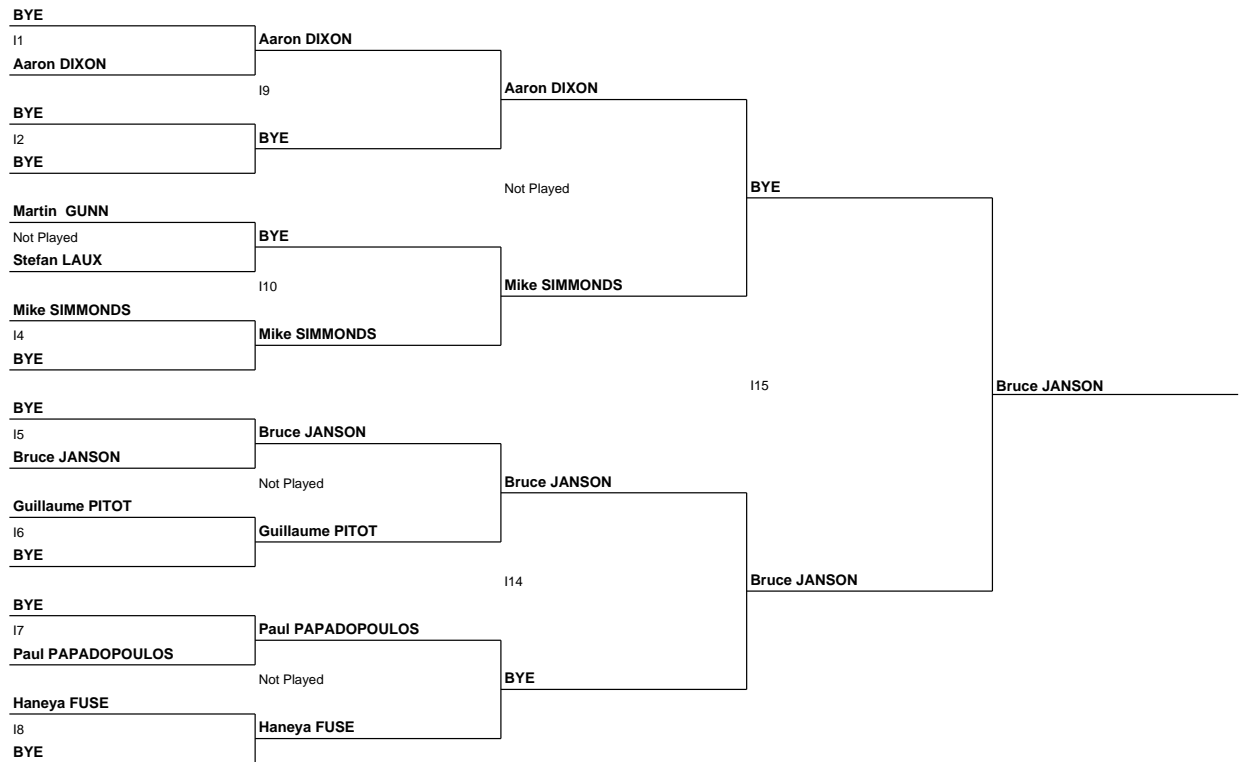 BYE
I1
Aaron DIXON
BYE
I2
BYE
Martin  GUNN
Not Played
Stefan LAUX
Mike SIMMONDS
I4
BYE
BYE
I5
Bruce JANSON
Guillaume PITOT
I6
BYE
BYE
I7
Paul PAPADOPOULOS
Haneya FUSE
I8
BYE
Aaron DIXON
I9
BYE
BYE
I10
Mike SIMMONDS
Bruce JANSON
Not Played
Guillaume PITOT
Paul PAPADOPOULOS
Not Played
Haneya FUSE
Aaron DIXON
Not Played
Mike SIMMONDS
Bruce JANSON
I14
BYE
BYE
I15
Bruce JANSON
Bruce JANSON